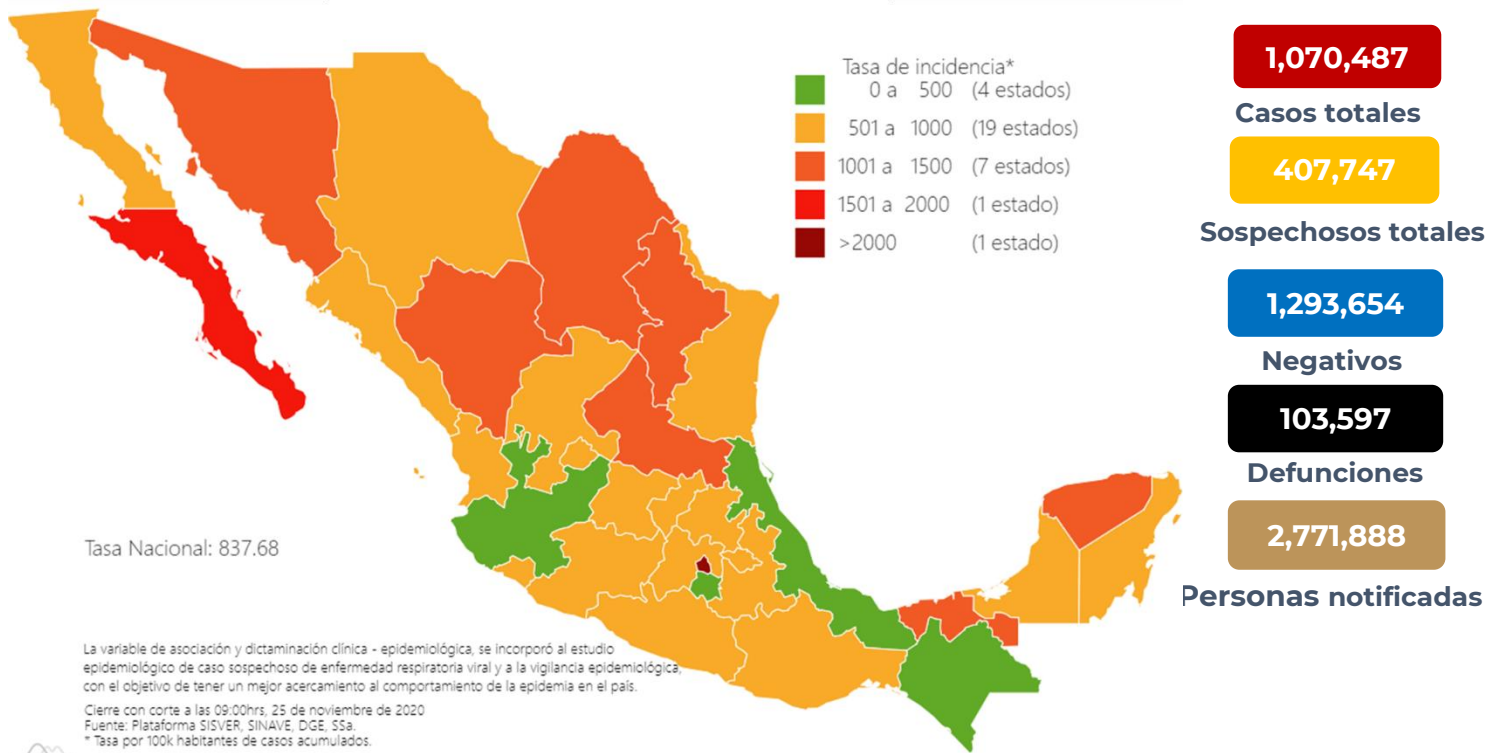 Tasa de incidencia*
0 a 500 (4 estados)
501 a 1000 (19 estados)
1001 a 1500 (7 estados)
1501 a 2000 (1 estado)
>2000 (1 estado)
1,070,487
Casos totales
407,747
Sospechosos totales
1,293,654
Negativos
103,597
Defunciones
2,771,888
Personas notificadas
Tasa Nacional: 837.68
La variable de asociación y dictaminación clínica - epidemiológica, se incorporó al estudio
epidemiológico de caso sospechoso de enfermedad respiratoria viral y a la vigilancia epidemiológica,
con el objetivo de tener un mejor acercamiento al comportamiento de la epidemia en el país.
Cierre con corte a las 09:00hrs, 25 de noviembre de 2020
Fuente: Plataforma SISVER, SINAVE, DGE, SSa.
* Tasa por 100k habitantes de casos acumulados.